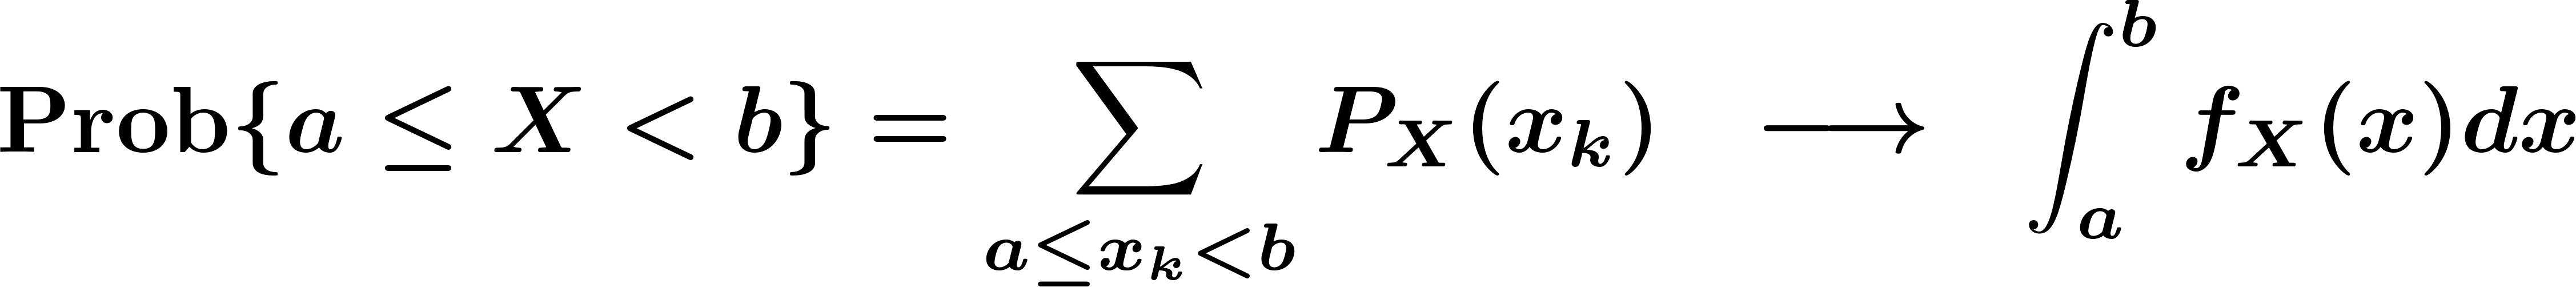 Prob{a ≤ X < b} = ∑_{a≤x_k<b} P_X(x_k) ⟶ ∫_a^b f_X(x)dx